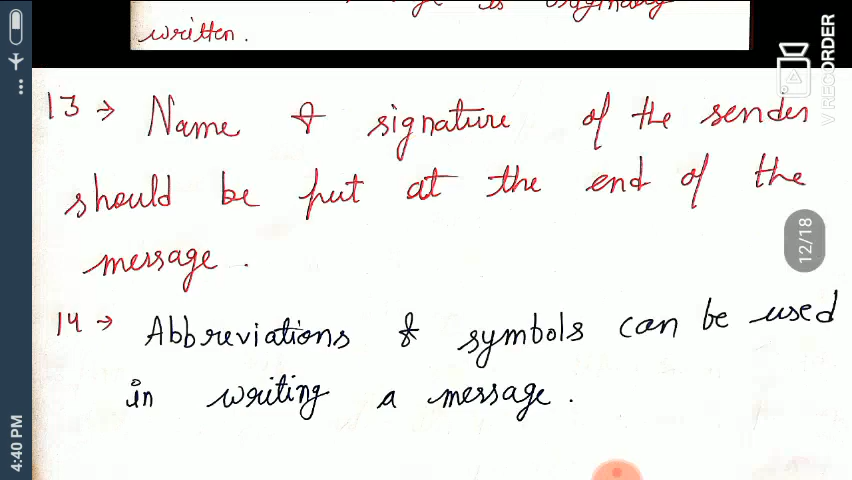 written.
13 → Name & signature of the sender
should be put at the end of the
message.
14 → Abbreviations & symbols can be used
in writing a message.
12/18
V RECORDER
4:40 PM